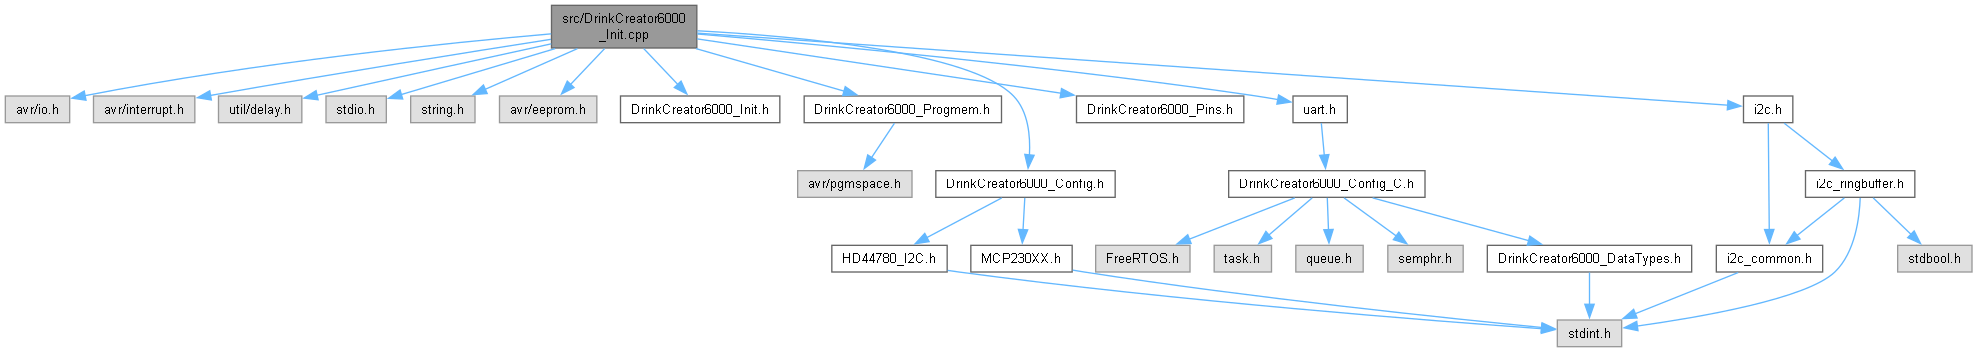 src/DrinkCreator6000
_Init.cpp
avr/io.h
avr/interrupt.h
util/delay.h
stdio.h
string.h
avr/eeprom.h
DrinkCreator6000_Init.h
DrinkCreator6000_Progmem.h
DrinkCreator6000_Pins.h
uart.h
i2c.h
avr/pgmspace.h
DrinkCreator6000_Config.h
DrinkCreator6000_Config_C.h
i2c_ringbuffer.h
HD44780_I2C.h
MCP230XX.h
FreeRTOS.h
task.h
queue.h
semphr.h
DrinkCreator6000_DataTypes.h
i2c_common.h
stdbool.h
stdint.h